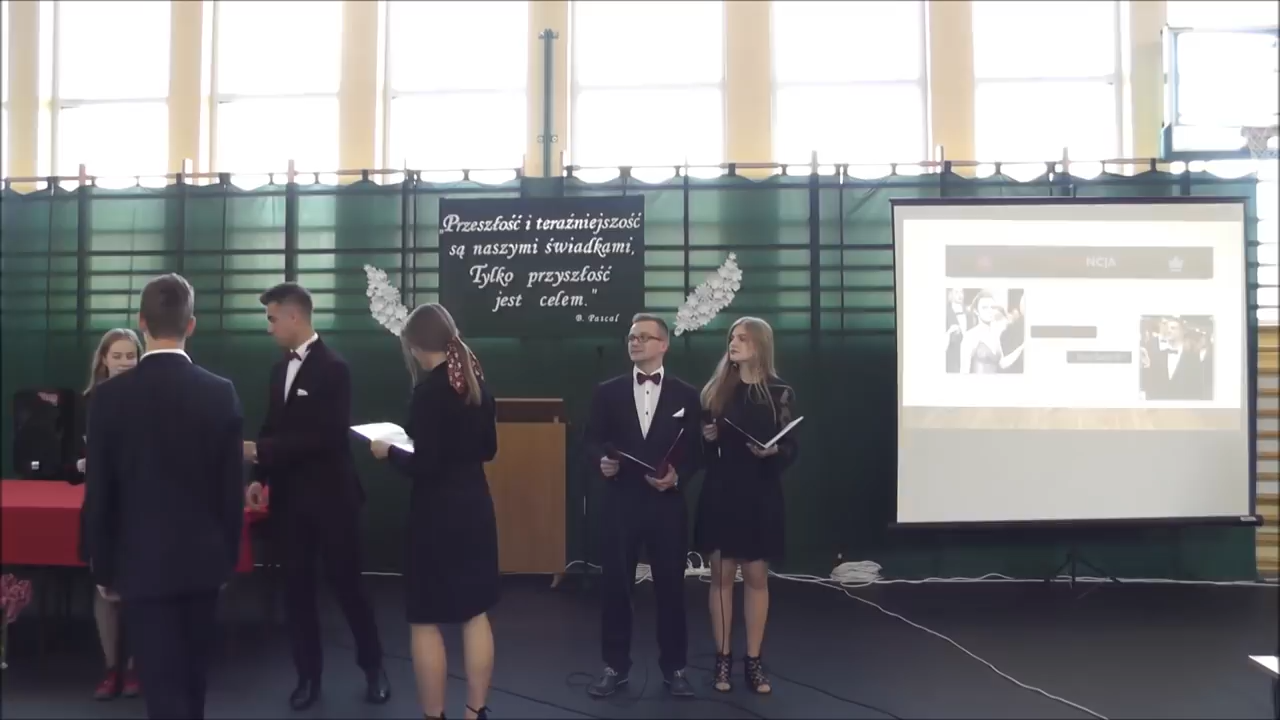 „Przeszłość i teraźniejszość
są naszymi świadkami,
Tylko przyszłość
jest celem."
B. Pascal
NCJA